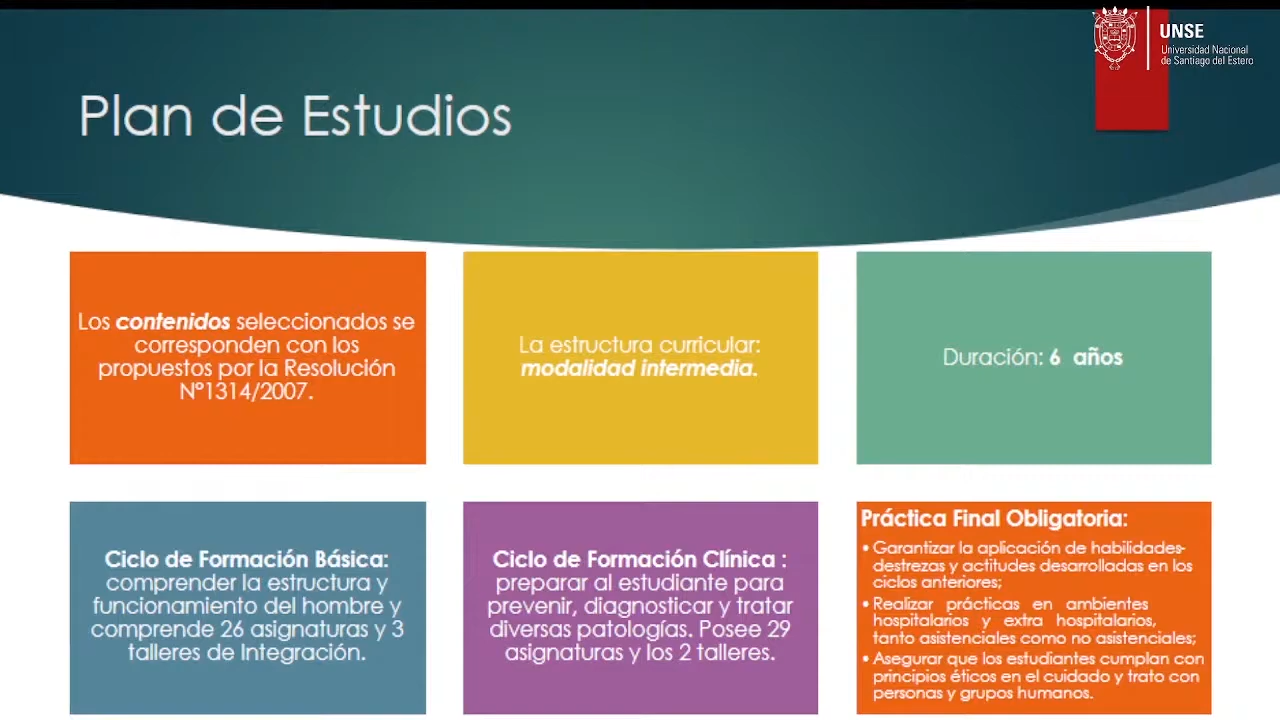 UNSE
Universidad Nacional
de Santiago del Estero
Plan de Estudios
Los contenidos seleccionados se
corresponden con los
propuestos por la Resolución
N°1314/2007.
La estructura curricular:
modalidad intermedia.
Duración: 6 años
Ciclo de Formación Básica:
comprender la estructura y
funcionamiento del hombre y
comprende 26 asignaturas y 3
talleres de Integración.
Ciclo de Formación Clínica :
preparar al estudiante para
prevenir, diagnosticar y tratar
diversas patologías. Posee 29
asignaturas y los 2 talleres.
Práctica Final Obligatoria:
• Garantizar la aplicación de habilidades-
destrezas y actitudes desarrolladas en los
ciclos anteriores;
• Realizar prácticas en ambientes
hospitalarios y extra hospitalarios,
tanto asistenciales como no asistenciales;
• Asegurar que los estudiantes cumplan con
principios éticos en el cuidado y trato con
personas y grupos humanos.